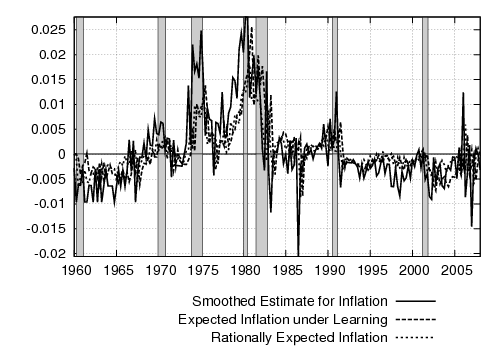 0.025
0.02
0.015
0.01
0.005
0
-0.005
-0.01
-0.015
-0.02
1960 1965 1970 1975 1980 1985 1990 1995 2000 2005
Smoothed Estimate for Inflation
Expected Inflation under Learning
Rationally Expected Inflation